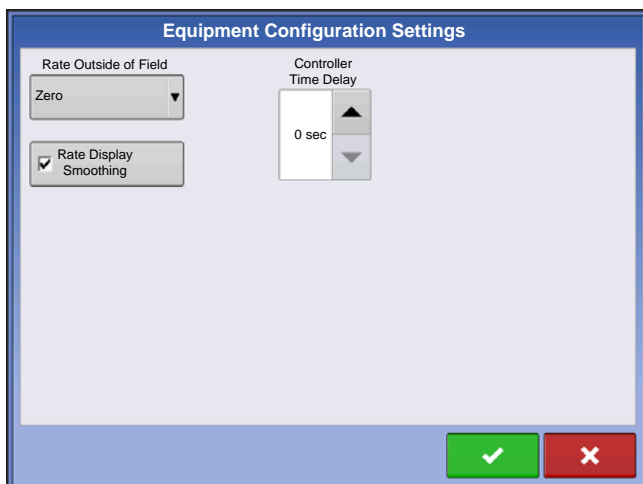 Equipment Configuration Settings
Rate Outside of Field
Zero
Rate Display
Smoothing
Controller
Time Delay
0 sec